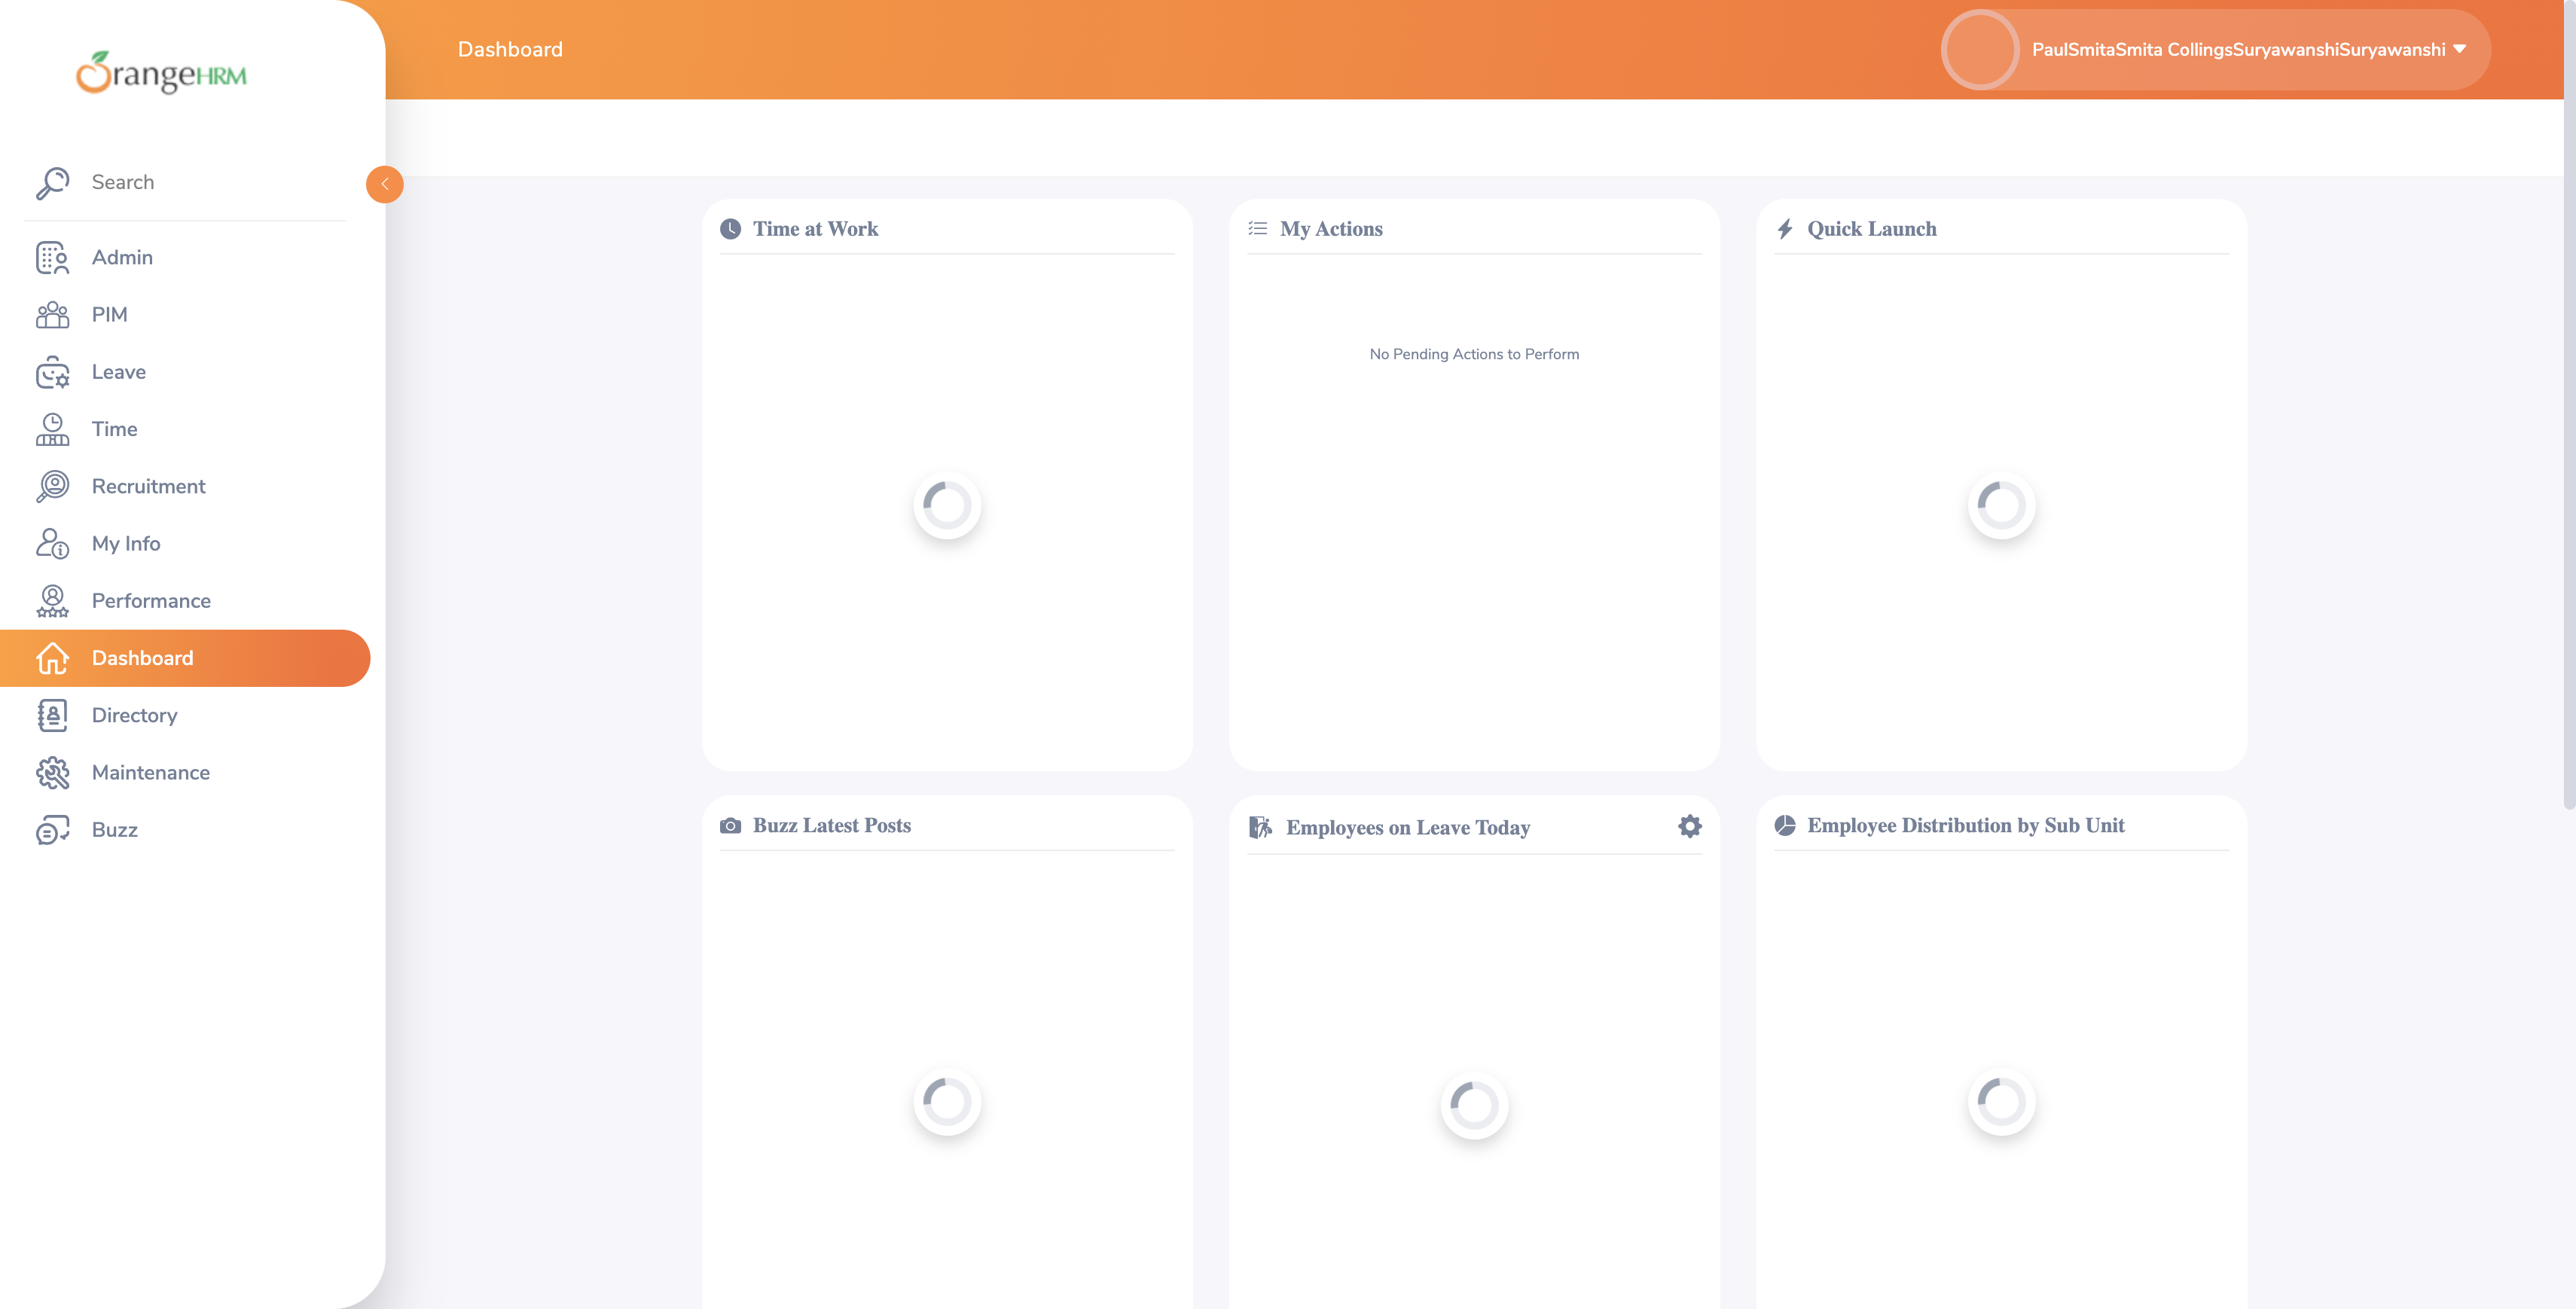 OrangeHRM
Dashboard
PaulSmitaSmita CollingsSuryawanshiSuryawanshi
Search
Admin
PIM
Leave
Time
Recruitment
My Info
Performance
Dashboard
Directory
Maintenance
Buzz
Time at Work
My Actions
No Pending Actions to Perform
Quick Launch
Buzz Latest Posts
Employees on Leave Today
Employee Distribution by Sub Unit